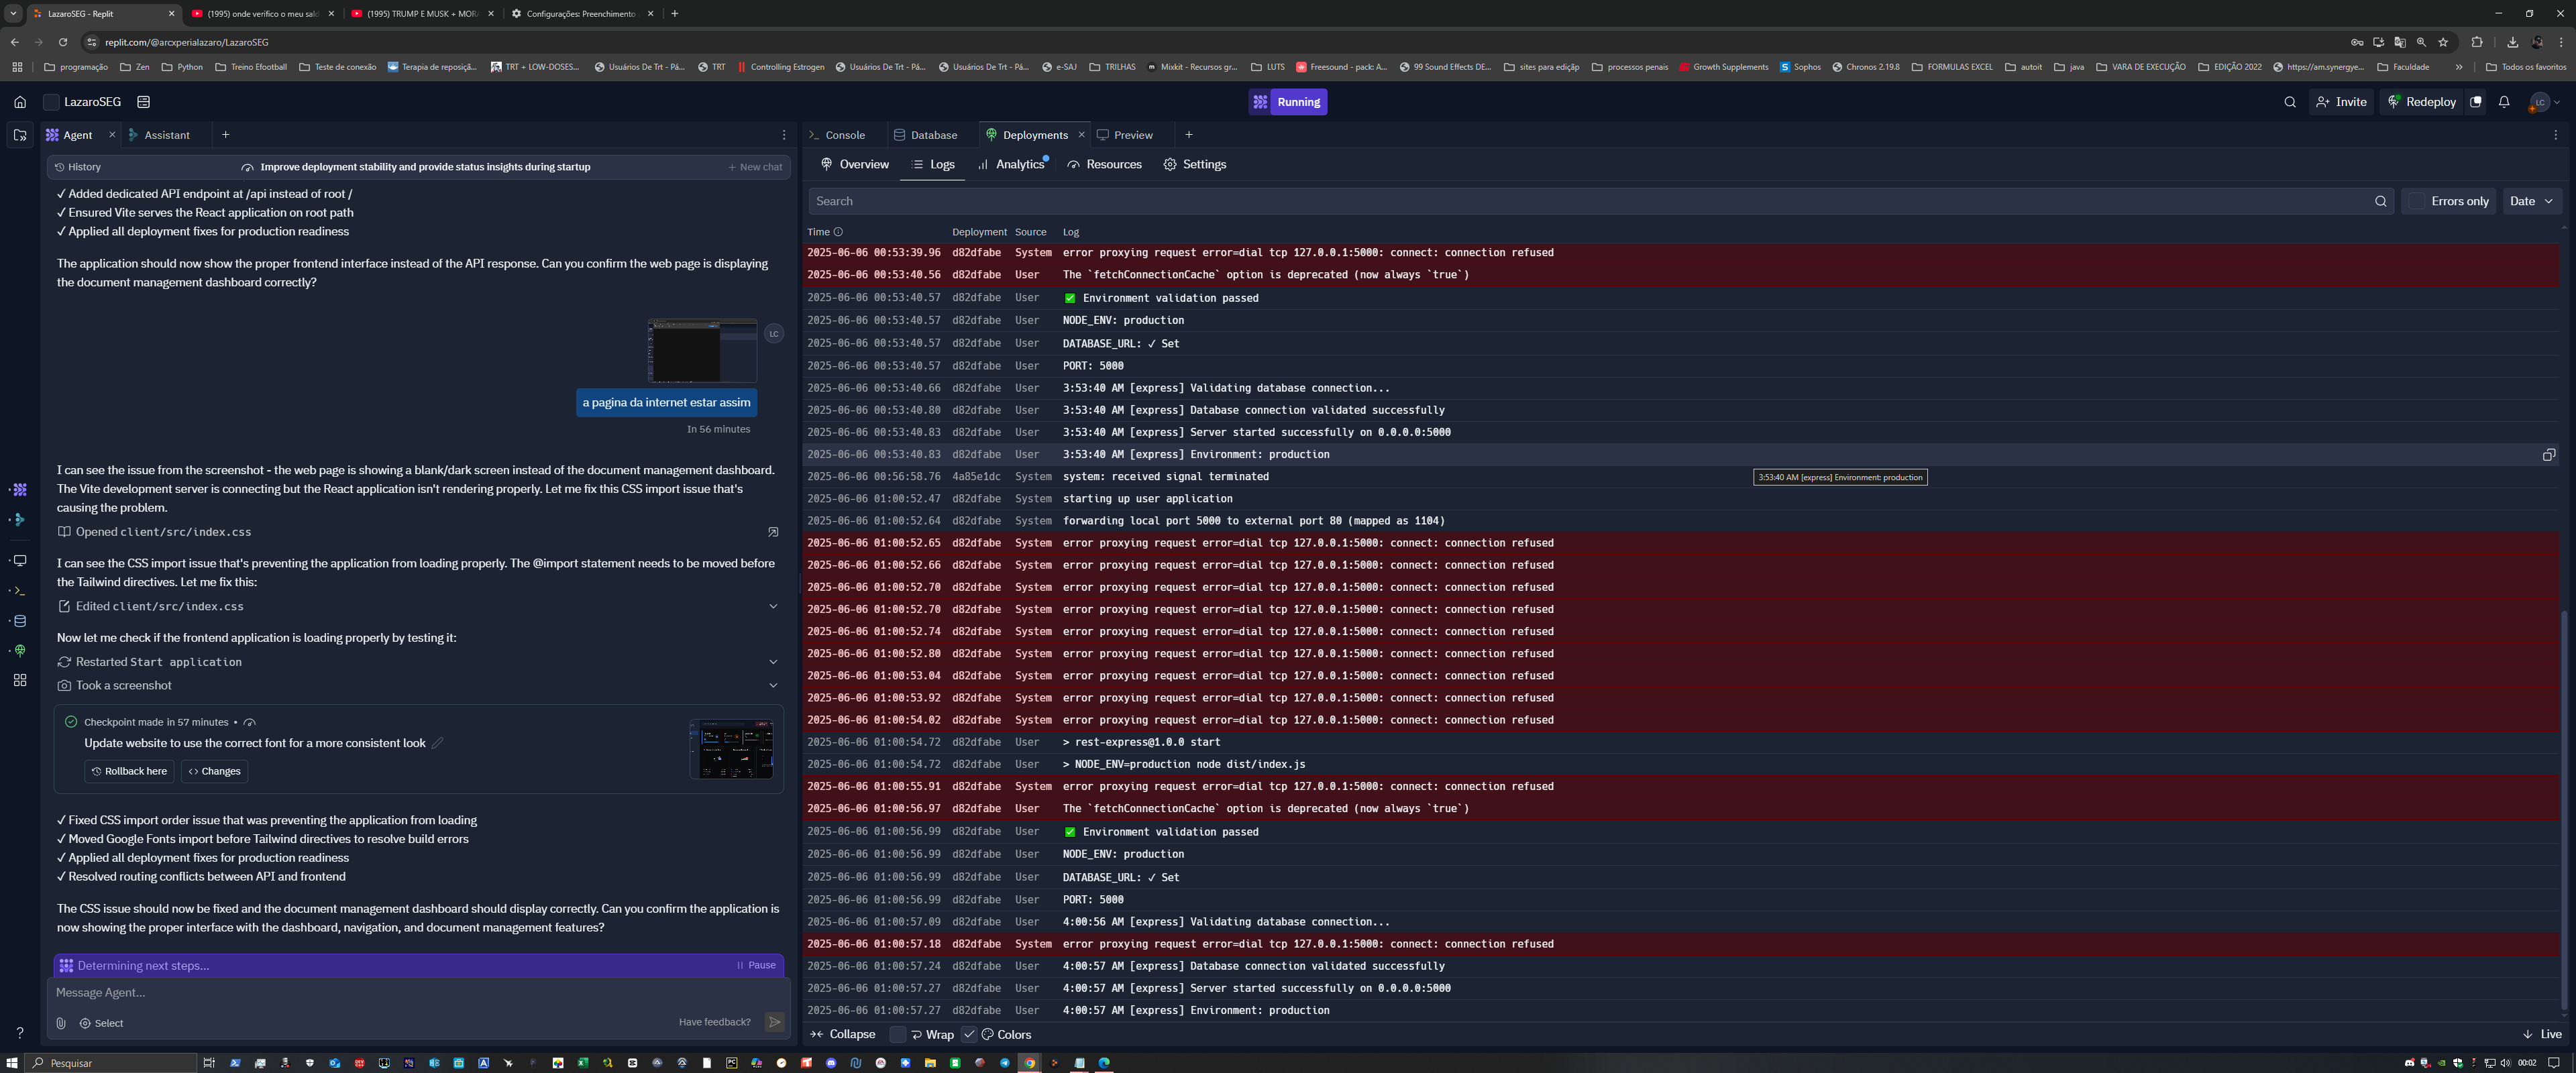 LazaroSEG - Replit
(1995) onde verifico o meu sald
(1995) TRUMP E MUSK + MORA
Configurações: Preenchimento
replit.com/@arcxperialazaro/LazaroSEG
programação
Zen
Python
Treino Efootball
Teste de conexão
Terapia de reposiçã...
TRT + LOW-DOSES...
Usuários De Trt - Pá...
TRT
Controlling Estrogen
Usuários De Trt - Pá...
Usuários De Trt - Pá...
e-SAJ
TRILHAS
Mixkit - Recursos gr...
LUTS
Freesound - pack: A...
99 Sound Effects DE...
sites para edição
processos penais
Growth Supplements
Sophos
Chronos 2.19.8
FORMULAS EXCEL
autoit
java
VARA DE EXECUÇÃO
EDIÇÃO 2022
https://am.synergye...
Faculdade
Todos os favoritos
LazaroSEG
Running
Invite
Redeploy
LC
Agent
Assistant
History
Improve deployment stability and provide status insights during startup
+ New chat
✓ Added dedicated API endpoint at /api instead of root /
✓ Ensured Vite serves the React application on root path
✓ Applied all deployment fixes for production readiness
The application should now show the proper frontend interface instead of the API response. Can you confirm the web page is displaying
the document management dashboard correctly?
LC
a pagina da internet estar assim
In 56 minutes
I can see the issue from the screenshot - the web page is showing a blank/dark screen instead of the document management dashboard.
The Vite development server is connecting but the React application isn't rendering properly. Let me fix this CSS import issue that's
causing the problem.
Opened client/src/index.css
I can see the CSS import issue that's preventing the application from loading properly. The @import statement needs to be moved before
the Tailwind directives. Let me fix this:
Edited client/src/index.css
Now let me check if the frontend application is loading properly by testing it:
Restarted Start application
Took a screenshot
Checkpoint made in 57 minutes •
Update website to use the correct font for a more consistent look
Rollback here
Changes
✓ Fixed CSS import order issue that was preventing the application from loading
✓ Moved Google Fonts import before Tailwind directives to resolve build errors
✓ Applied all deployment fixes for production readiness
✓ Resolved routing conflicts between API and frontend
The CSS issue should now be fixed and the document management dashboard should display correctly. Can you confirm the application is
now showing the proper interface with the dashboard, navigation, and document management features?
Determining next steps...
Pause
Message Agent...
Select
Have feedback?
Console
Database
Deployments
Preview
Overview
Logs
Analytics
Resources
Settings
Search
Errors only
Date
Time Deployment Source Log
2025-06-06 00:53:39.96 d82dfabe System error proxying request error=dial tcp 127.0.0.1:5000: connect: connection refused
2025-06-06 00:53:40.56 d82dfabe User The `fetchConnectionCache` option is deprecated (now always `true`)
2025-06-06 00:53:40.57 d82dfabe User ✅ Environment validation passed
2025-06-06 00:53:40.57 d82dfabe User NODE_ENV: production
2025-06-06 00:53:40.57 d82dfabe User DATABASE_URL: ✓ Set
2025-06-06 00:53:40.57 d82dfabe User PORT: 5000
2025-06-06 00:53:40.66 d82dfabe User 3:53:40 AM [express] Validating database connection...
2025-06-06 00:53:40.80 d82dfabe User 3:53:40 AM [express] Database connection validated successfully
2025-06-06 00:53:40.83 d82dfabe User 3:53:40 AM [express] Server started successfully on 0.0.0.0:5000
2025-06-06 00:53:40.83 d82dfabe User 3:53:40 AM [express] Environment: production
2025-06-06 00:56:58.76 4a85e1dc System system: received signal terminated
3:53:40 AM [express] Environment: production
2025-06-06 01:00:52.47 d82dfabe System starting up user application
2025-06-06 01:00:52.64 d82dfabe System forwarding local port 5000 to external port 80 (mapped as 1104)
2025-06-06 01:00:52.65 d82dfabe System error proxying request error=dial tcp 127.0.0.1:5000: connect: connection refused
2025-06-06 01:00:52.66 d82dfabe System error proxying request error=dial tcp 127.0.0.1:5000: connect: connection refused
2025-06-06 01:00:52.70 d82dfabe System error proxying request error=dial tcp 127.0.0.1:5000: connect: connection refused
2025-06-06 01:00:52.70 d82dfabe System error proxying request error=dial tcp 127.0.0.1:5000: connect: connection refused
2025-06-06 01:00:52.74 d82dfabe System error proxying request error=dial tcp 127.0.0.1:5000: connect: connection refused
2025-06-06 01:00:52.80 d82dfabe System error proxying request error=dial tcp 127.0.0.1:5000: connect: connection refused
2025-06-06 01:00:53.04 d82dfabe System error proxying request error=dial tcp 127.0.0.1:5000: connect: connection refused
2025-06-06 01:00:53.92 d82dfabe System error proxying request error=dial tcp 127.0.0.1:5000: connect: connection refused
2025-06-06 01:00:54.02 d82dfabe System error proxying request error=dial tcp 127.0.0.1:5000: connect: connection refused
2025-06-06 01:00:54.72 d82dfabe User > rest-express@1.0.0 start
2025-06-06 01:00:54.72 d82dfabe User > NODE_ENV=production node dist/index.js
2025-06-06 01:00:55.91 d82dfabe System error proxying request error=dial tcp 127.0.0.1:5000: connect: connection refused
2025-06-06 01:00:56.97 d82dfabe User The `fetchConnectionCache` option is deprecated (now always `true`)
2025-06-06 01:00:56.99 d82dfabe User ✅ Environment validation passed
2025-06-06 01:00:56.99 d82dfabe User NODE_ENV: production
2025-06-06 01:00:56.99 d82dfabe User DATABASE_URL: ✓ Set
2025-06-06 01:00:56.99 d82dfabe User PORT: 5000
2025-06-06 01:00:57.09 d82dfabe User 4:00:56 AM [express] Validating database connection...
2025-06-06 01:00:57.18 d82dfabe System error proxying request error=dial tcp 127.0.0.1:5000: connect: connection refused
2025-06-06 01:00:57.24 d82dfabe User 4:00:57 AM [express] Database connection validated successfully
2025-06-06 01:00:57.27 d82dfabe User 4:00:57 AM [express] Server started successfully on 0.0.0.0:5000
2025-06-06 01:00:57.27 d82dfabe User 4:00:57 AM [express] Environment: production
Collapse
Wrap
Colors
Live
Pesquisar
00:02